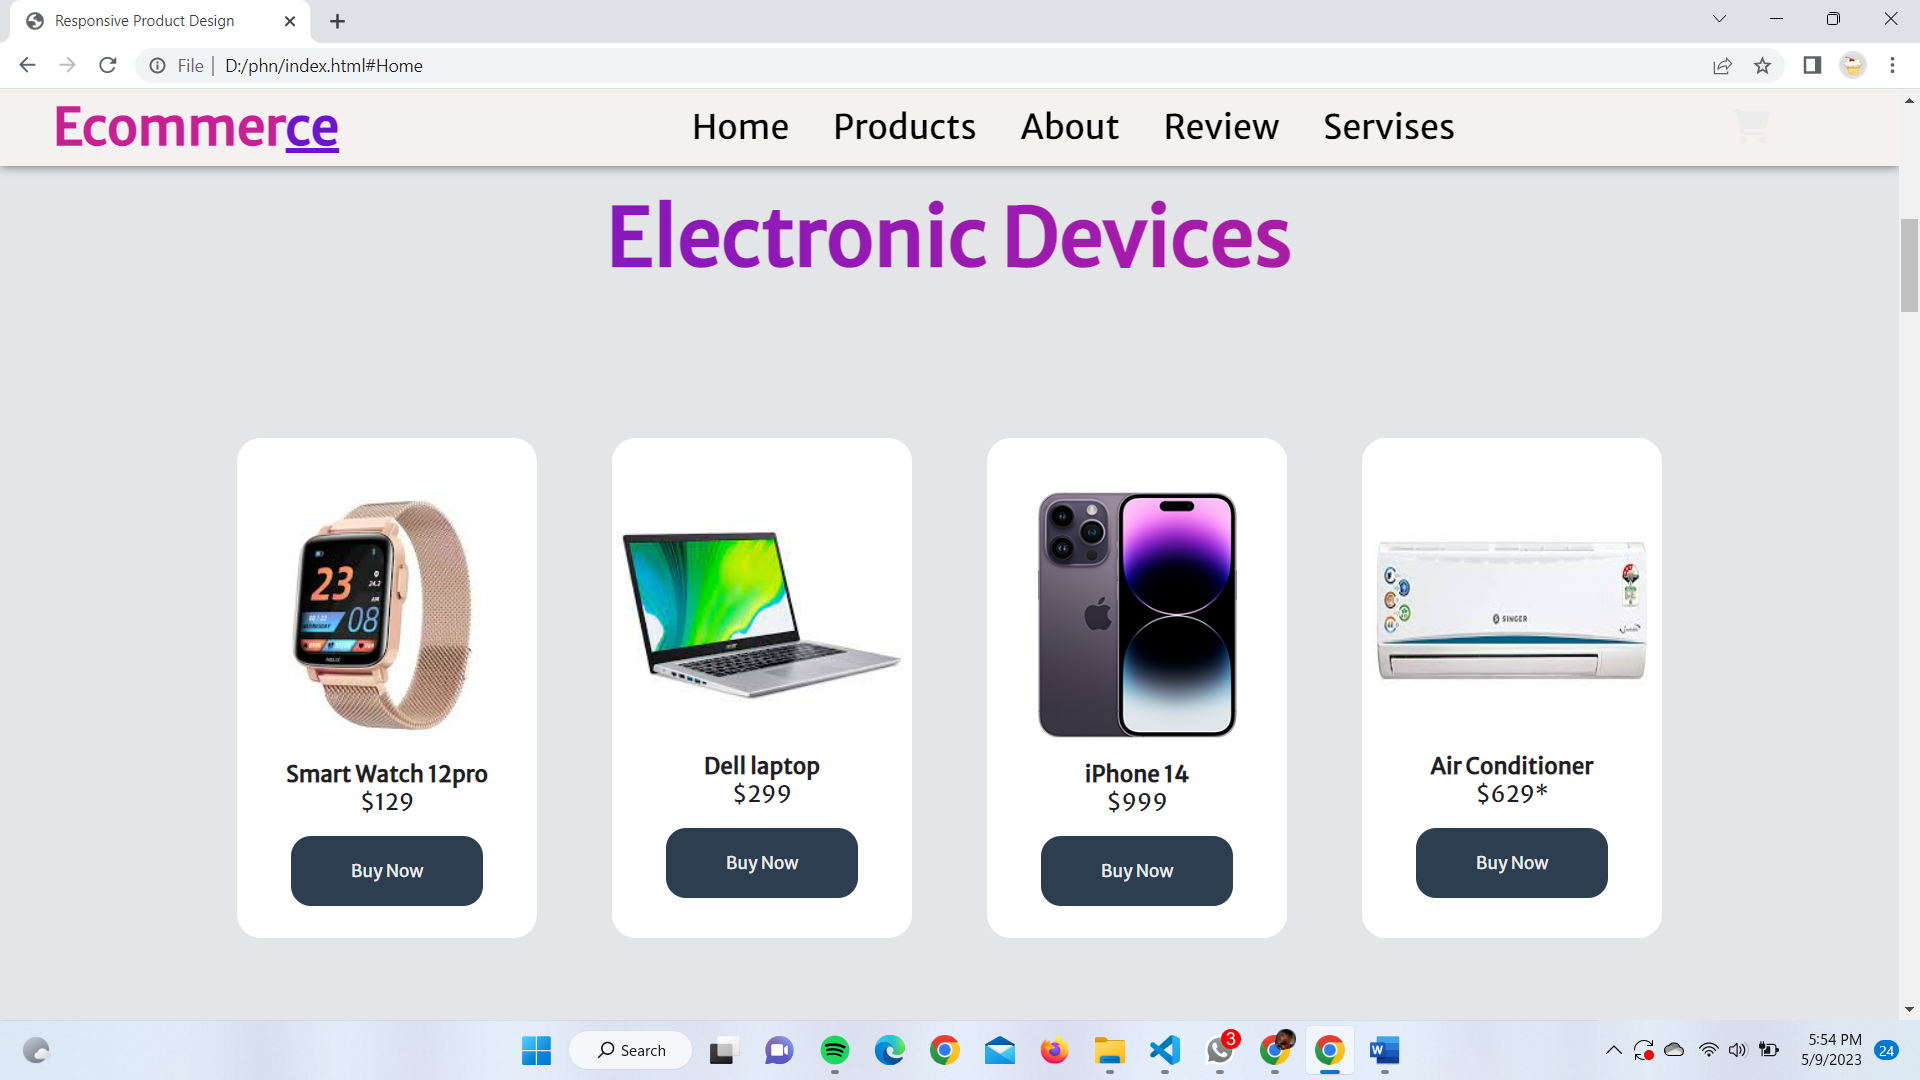 Responsive Product Design
File | D:/phn/index.html#Home
Ecommerce Home Products About Review Servises
Electronic Devices
23
08
SINGER
Smart Watch 12pro Dell laptop iPhone 14 Air Conditioner
$129 $299 $999 $629*
Buy Now Buy Now Buy Now Buy Now
Search 3 5:54 PM
5/9/2023 24